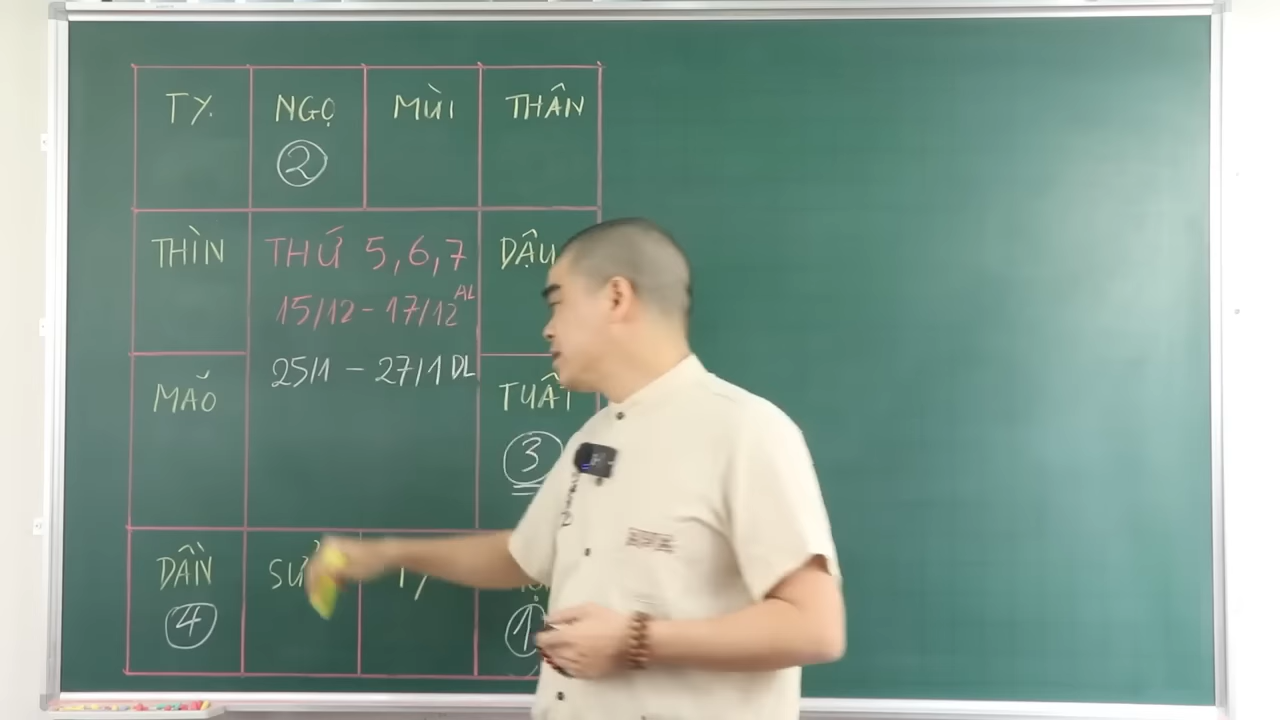 TỴ NGỌ MÙI THÂN
②
THÌN THỨ 5,6,7 DẬU
15/12 - 17/12 AL
25/1 - 27/1 DL
MÃO TUẤT
③
DẦN
④ ①